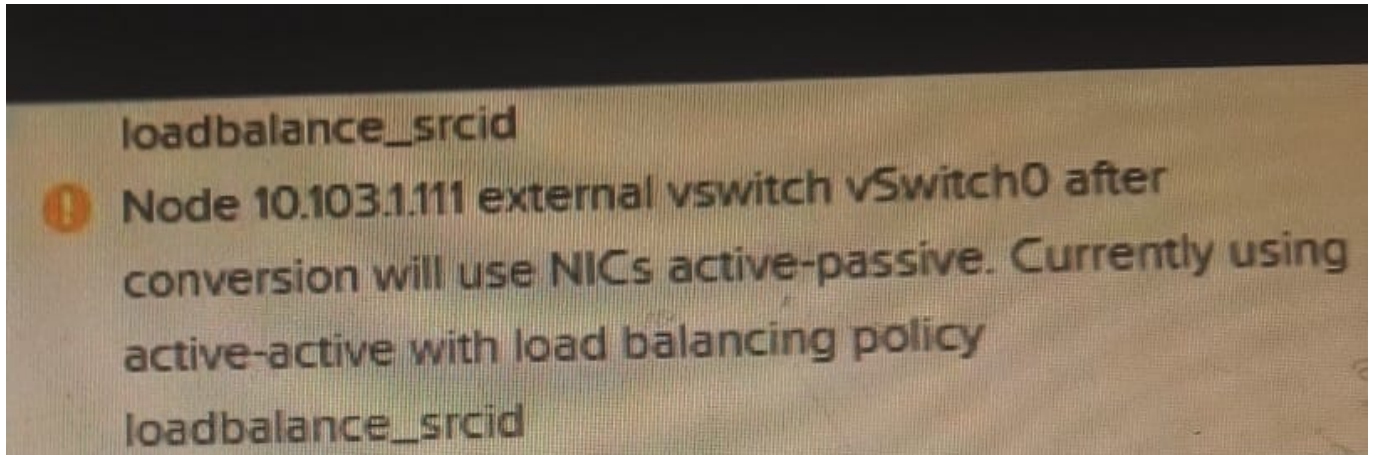 loadbalance_srcid
Node 10.103.1.111 external vswitch vSwitch0 after
conversion will use NICs active-passive. Currently using
active-active with load balancing policy
loadbalance_srcid